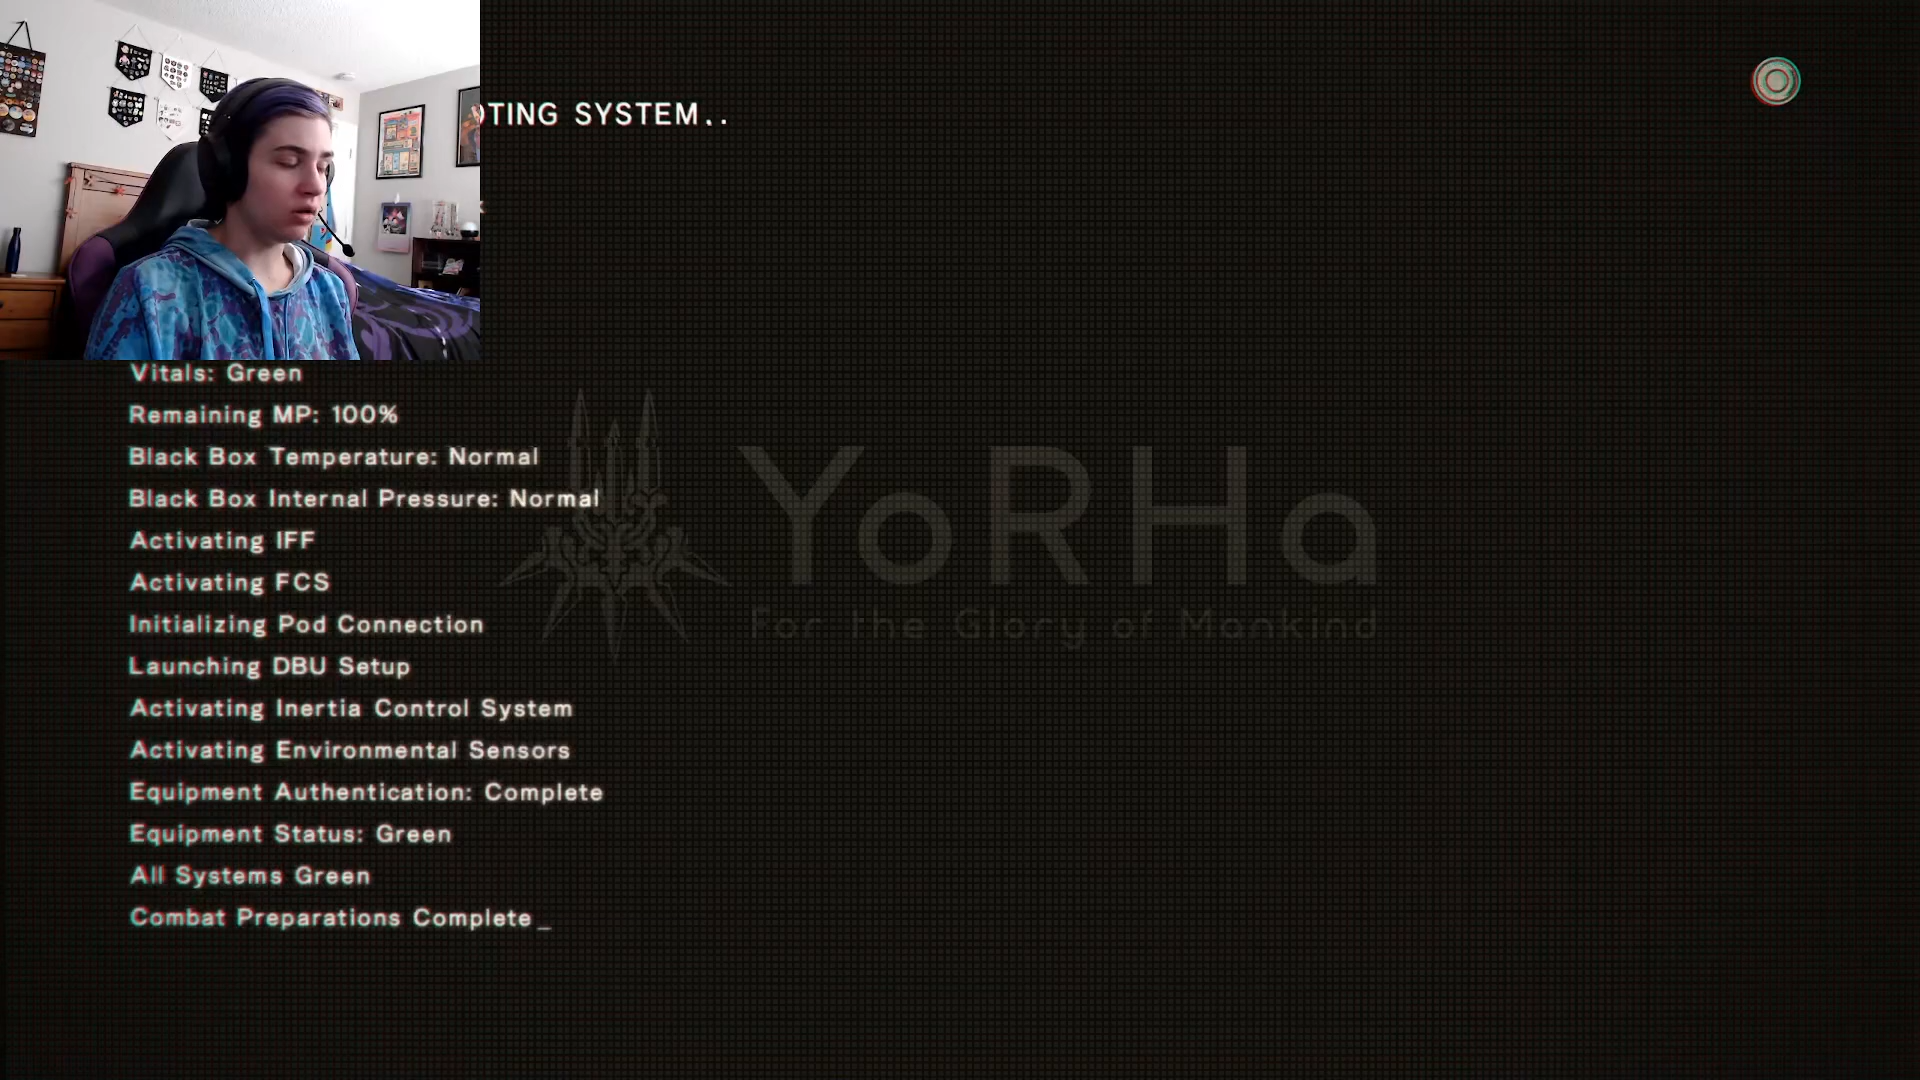 OTING SYSTEM..
Vitals: Green
Remaining MP: 100%
Black Box Temperature: Normal
Black Box Internal Pressure: Normal
Activating IFF
Activating FCS
Initializing Pod Connection
Launching DBU Setup
Activating Inertia Control System
Activating Environmental Sensors
Equipment Authentication: Complete
Equipment Status: Green
All Systems Green
Combat Preparations Complete _
YoRHa
For the Glory of Mankind